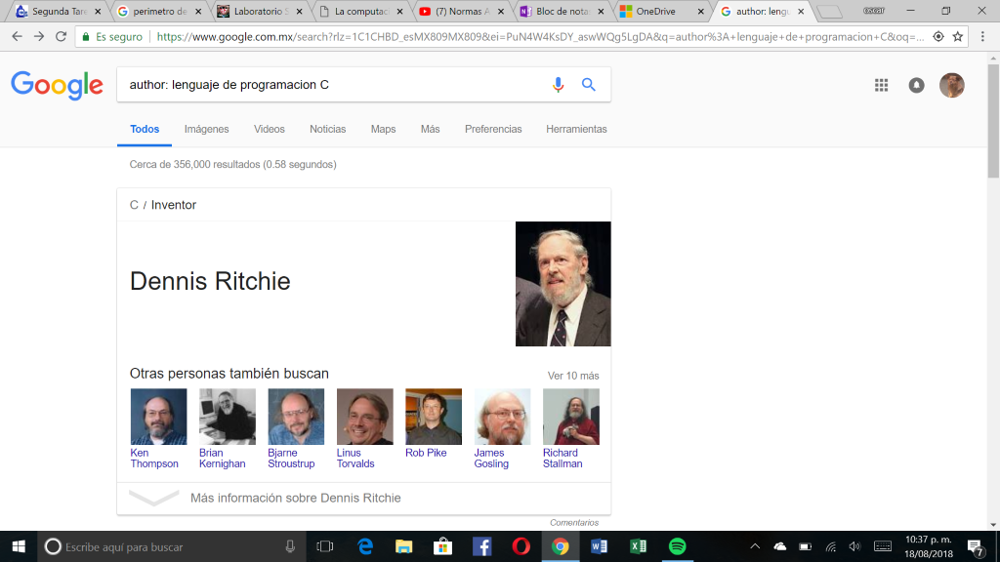 Segunda Tare
perimetro de
Laboratorio S
La computac
(7) Normas A
Bloc de notas
OneDrive
author: lengu
oscar
Es seguro
https://www.google.com.mx/search?rlz=1C1CHBD_esMX809MX809&ei=PuN4W4KsDY_aswWQg5LgDA&q=author%3A+lenguaje+de+programacion+C&oq=...
Google
author: lenguaje de programacion C
Todos Imágenes Videos Noticias Maps Más Preferencias Herramientas
Cerca de 356,000 resultados (0.58 segundos)
C / Inventor
Dennis Ritchie
Otras personas también buscan
Ver 10 más
Ken
Thompson
Brian
Kernighan
Bjarne
Stroustrup
Linus
Torvalds
Rob Pike
James
Gosling
Richard
Stallman
Más información sobre Dennis Ritchie
Comentarios
Escribe aquí para buscar
10:37 p. m.
18/08/2018
7